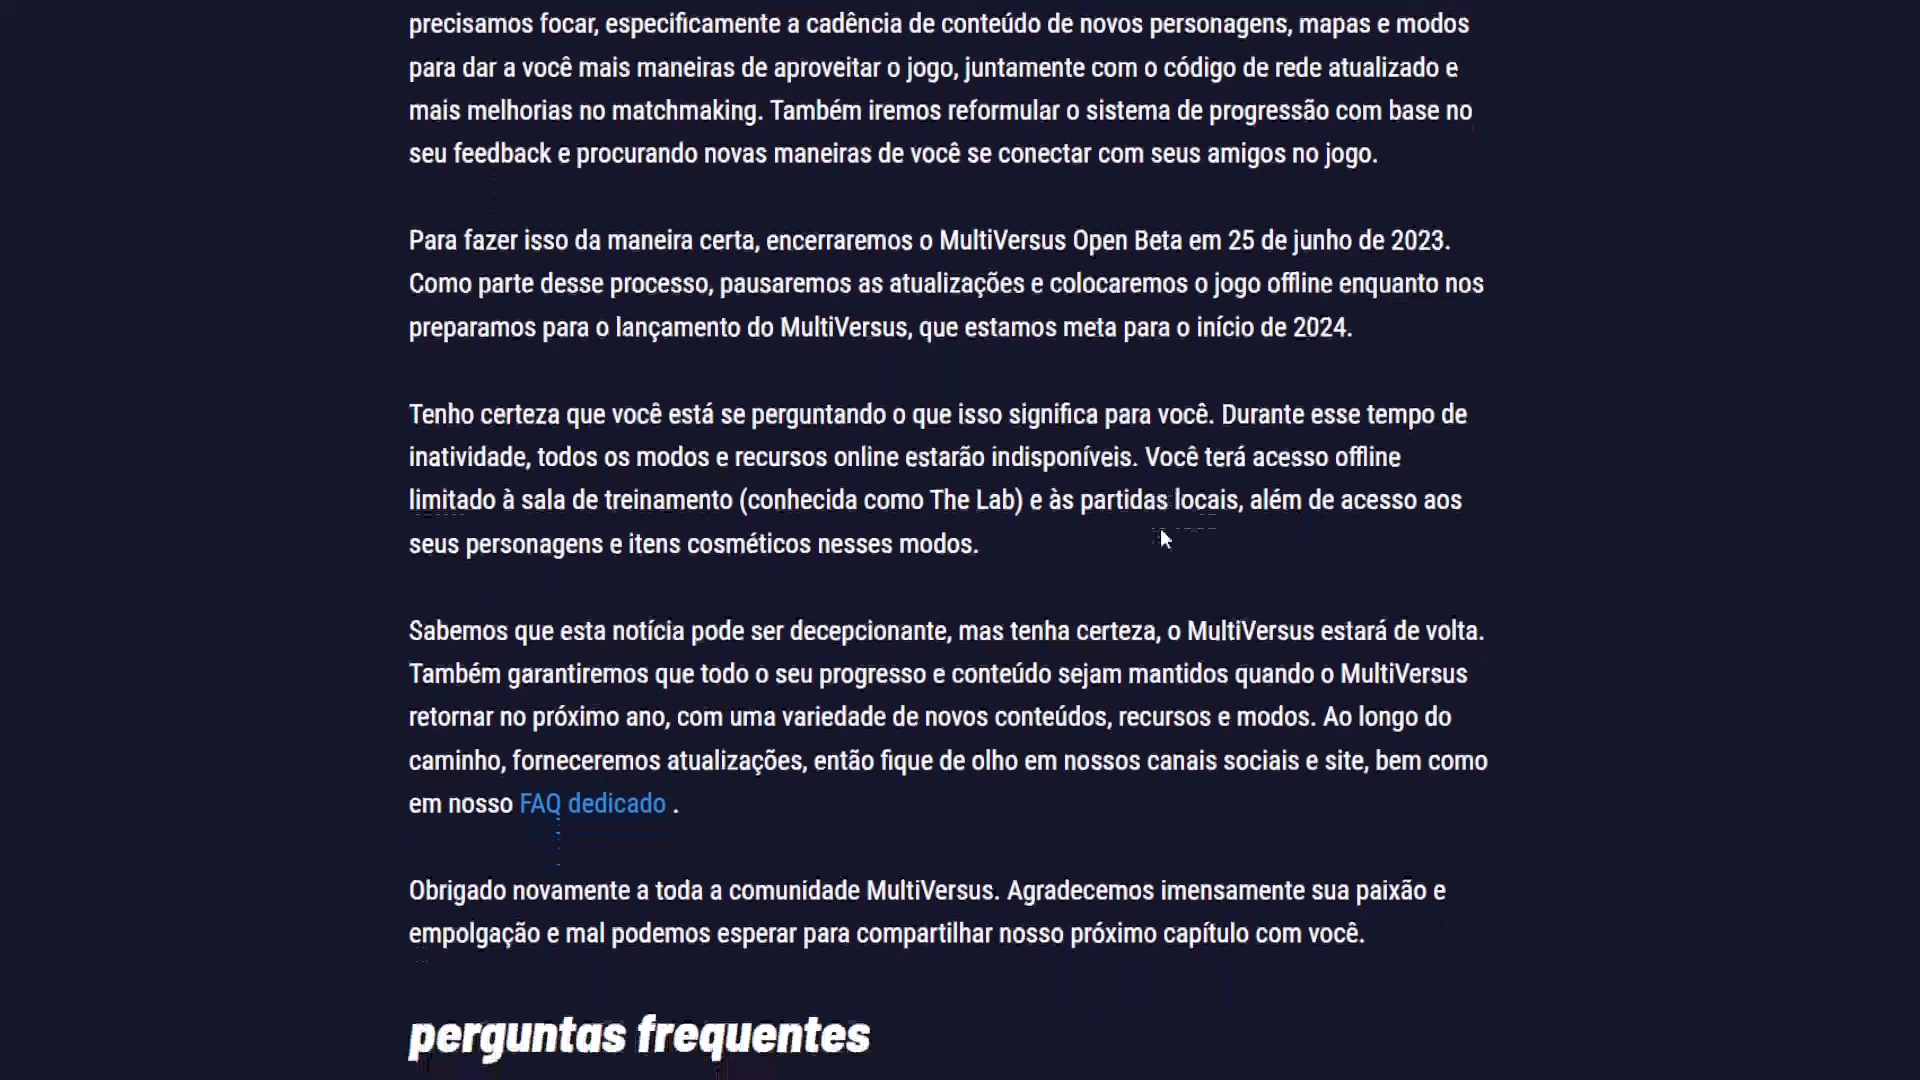 precisamos focar, especificamente a cadência de conteúdo de novos personagens, mapas e modos
para dar a você mais maneiras de aproveitar o jogo, juntamente com o código de rede atualizado e
mais melhorias no matchmaking. Também iremos reformular o sistema de progressão com base no
seu feedback e procurando novas maneiras de você se conectar com seus amigos no jogo.
Para fazer isso da maneira certa, encerraremos o MultiVersus Open Beta em 25 de junho de 2023.
Como parte desse processo, pausaremos as atualizações e colocaremos o jogo offline enquanto nos
preparamos para o lançamento do MultiVersus, que estamos meta para o início de 2024.
Tenho certeza que você está se perguntando o que isso significa para você. Durante esse tempo de
inatividade, todos os modos e recursos online estarão indisponíveis. Você terá acesso offline
limitado à sala de treinamento (conhecida como The Lab) e às partidas locais, além de acesso aos
seus personagens e itens cosméticos nesses modos.
Sabemos que esta notícia pode ser decepcionante, mas tenha certeza, o MultiVersus estará de volta.
Também garantiremos que todo o seu progresso e conteúdo sejam mantidos quando o MultiVersus
retornar no próximo ano, com uma variedade de novos conteúdos, recursos e modos. Ao longo do
caminho, forneceremos atualizações, então fique de olho em nossos canais sociais e site, bem como
em nosso FAQ dedicado .
Obrigado novamente a toda a comunidade MultiVersus. Agradecemos imensamente sua paixão e
empolgação e mal podemos esperar para compartilhar nosso próximo capítulo com você.
perguntas frequentes